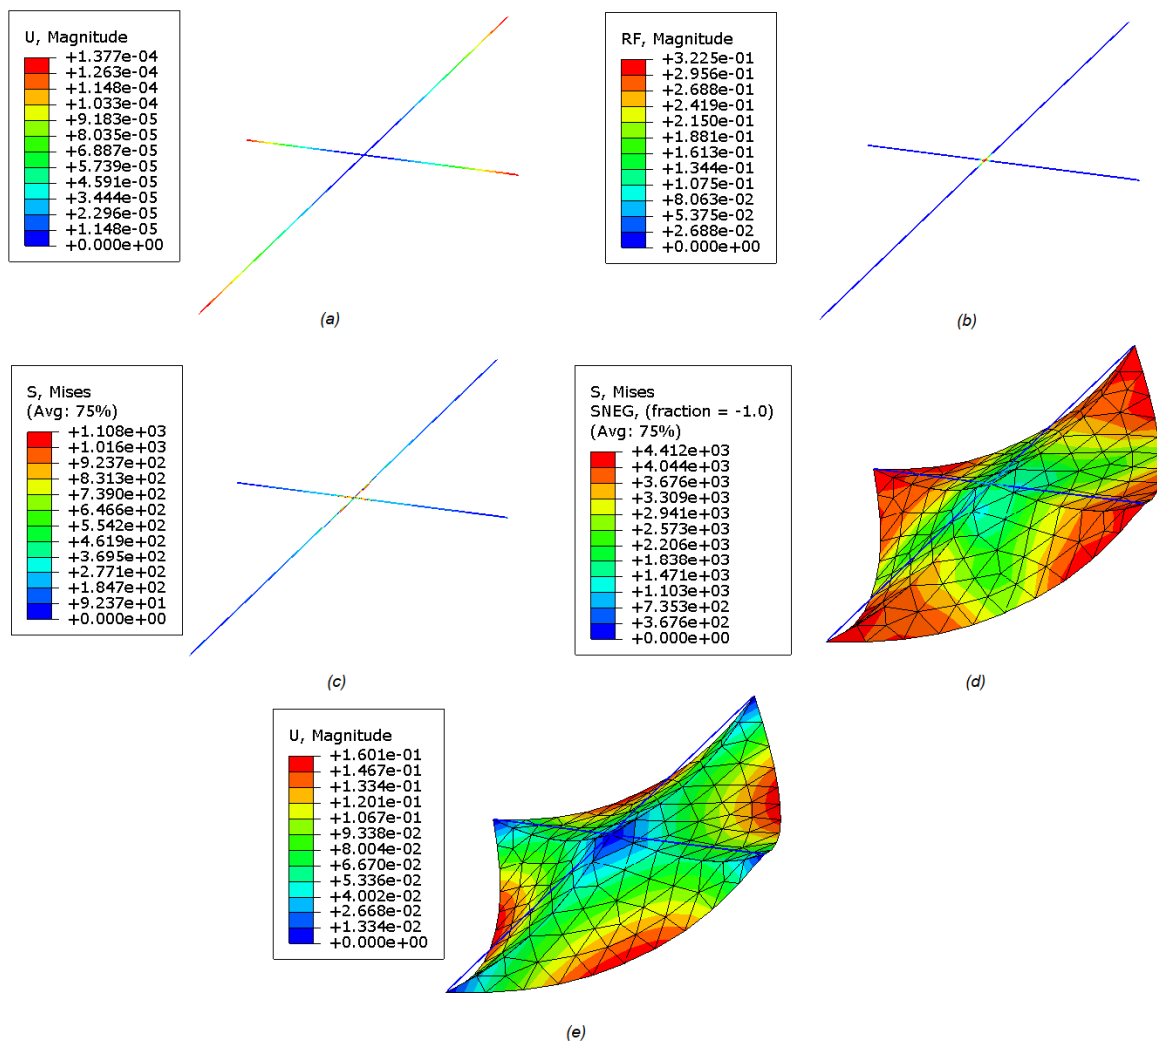 U, Magnitude
+1.377e-04
+1.263e-04
+1.148e-04
+1.033e-04
+9.183e-05
+8.035e-05
+6.887e-05
+5.739e-05
+4.591e-05
+3.444e-05
+2.296e-05
+1.148e-05
+0.000e+00
(a)
RF, Magnitude
+3.225e-01
+2.956e-01
+2.688e-01
+2.419e-01
+2.150e-01
+1.881e-01
+1.613e-01
+1.344e-01
+1.075e-01
+8.063e-02
+5.375e-02
+2.688e-02
+0.000e+00
(b)
S, Mises
(Avg: 75%)
+1.108e+03
+1.016e+03
+9.237e+02
+8.313e+02
+7.390e+02
+6.466e+02
+5.542e+02
+4.619e+02
+3.695e+02
+2.771e+02
+1.847e+02
+9.237e+01
+0.000e+00
(c)
S, Mises
SNEG, (fraction = -1.0)
(Avg: 75%)
+4.412e+03
+4.044e+03
+3.676e+03
+3.309e+03
+2.941e+03
+2.573e+03
+2.206e+03
+1.838e+03
+1.471e+03
+1.103e+03
+7.353e+02
+3.676e+02
+0.000e+00
(d)
U, Magnitude
+1.601e-01
+1.467e-01
+1.334e-01
+1.201e-01
+1.067e-01
+9.338e-02
+8.004e-02
+6.670e-02
+5.336e-02
+4.002e-02
+2.668e-02
+1.334e-02
+0.000e+00
(e)